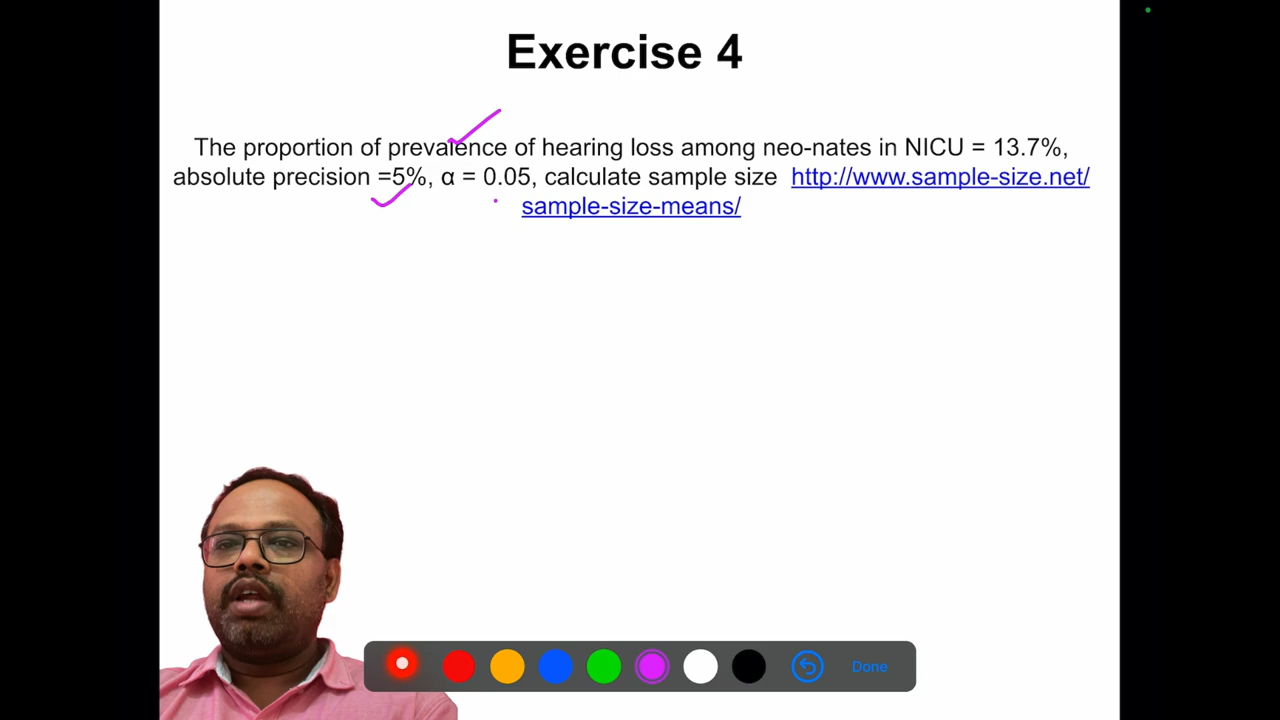 Exercise 4
The proportion of prevalence of hearing loss among neo-nates in NICU = 13.7%,
absolute precision =5%, α = 0.05, calculate sample size http://www.sample-size.net/
sample-size-means/
Done